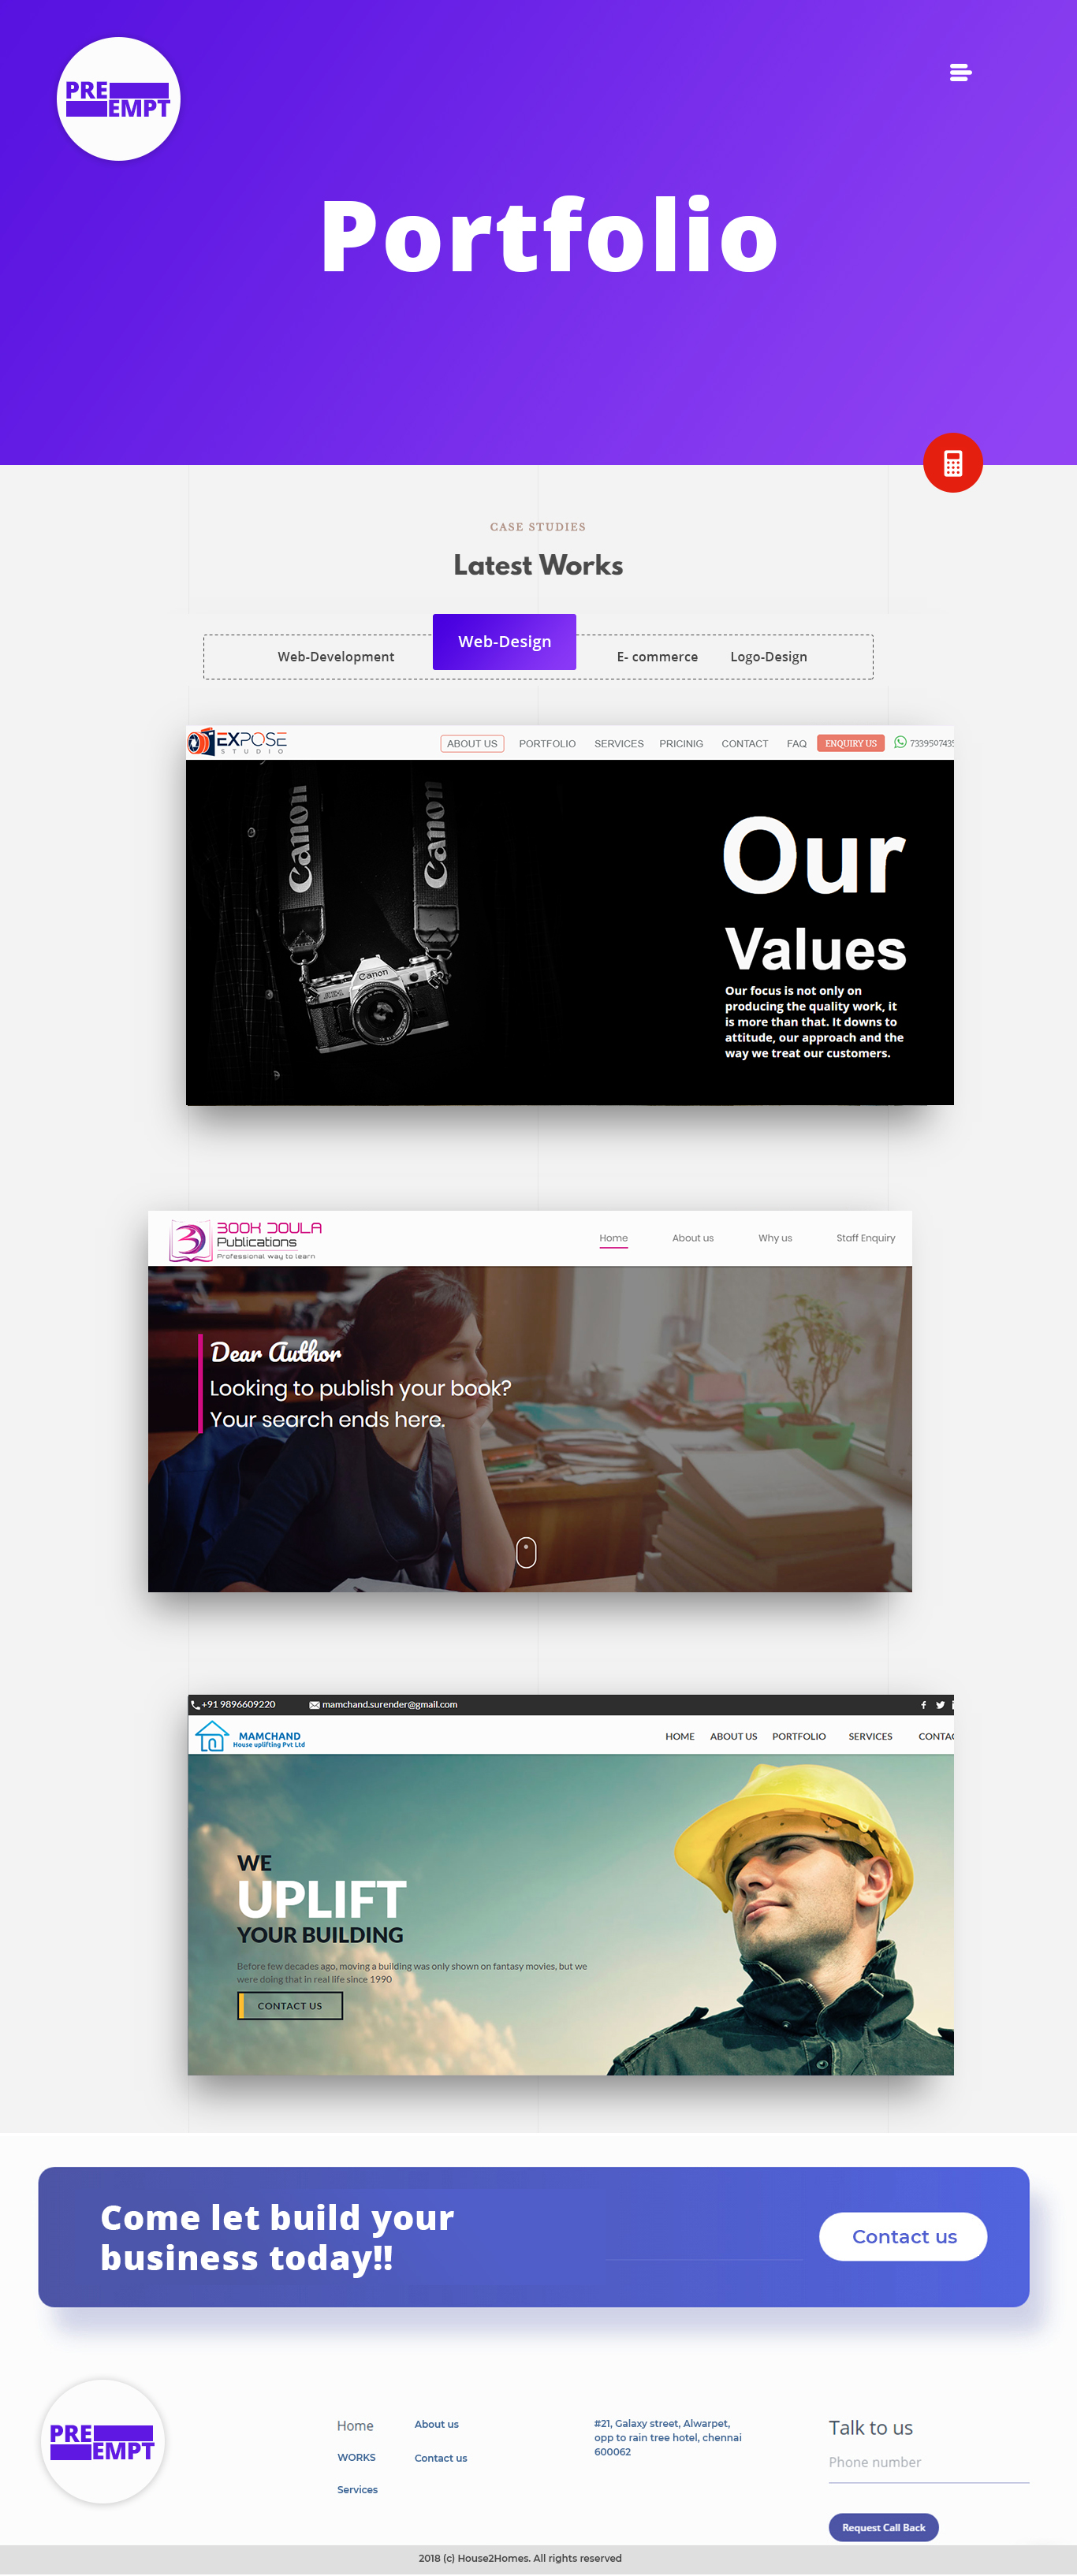 PRE
EMPT
Portfolio
CASE STUDIES
Latest Works
Web-Development
Web-Design
E- commerce
Logo-Design
EXPOSE
STUDIO
ABOUT US
PORTFOLIO
SERVICES
PRICINIG
CONTACT
FAQ
ENQUIRY US
733950743
Canon
Canon
Canon
Our
Values
Our focus is not only on
producing the quality work, it
is more than that. It downs to
attitude, our approach and the
way we treat our customers.
BOOK DOULA
Publications
Professional way to learn
Home
About us
Why us
Staff Enquiry
Dear Author
Looking to publish your book?
Your search ends here.
+91 9896609220
mamchand.surender@gmail.com
MAMCHAND
House uplifting Pvt Ltd
HOME
ABOUT US
PORTFOLIO
SERVICES
CONTAC
WE
UPLIFT
YOUR BUILDING
Before few decades ago, moving a building was only shown on fantasy movies, but we
were doing that in real life since 1990
CONTACT US
Come let build your
business today!!
Contact us
PRE
EMPT
Home
About us
WORKS
Contact us
Services
#21, Galaxy street, Alwarpet,
opp to rain tree hotel, chennai
600062
Talk to us
Phone number
Request Call Back
2018 (c) House2Homes. All rights reserved